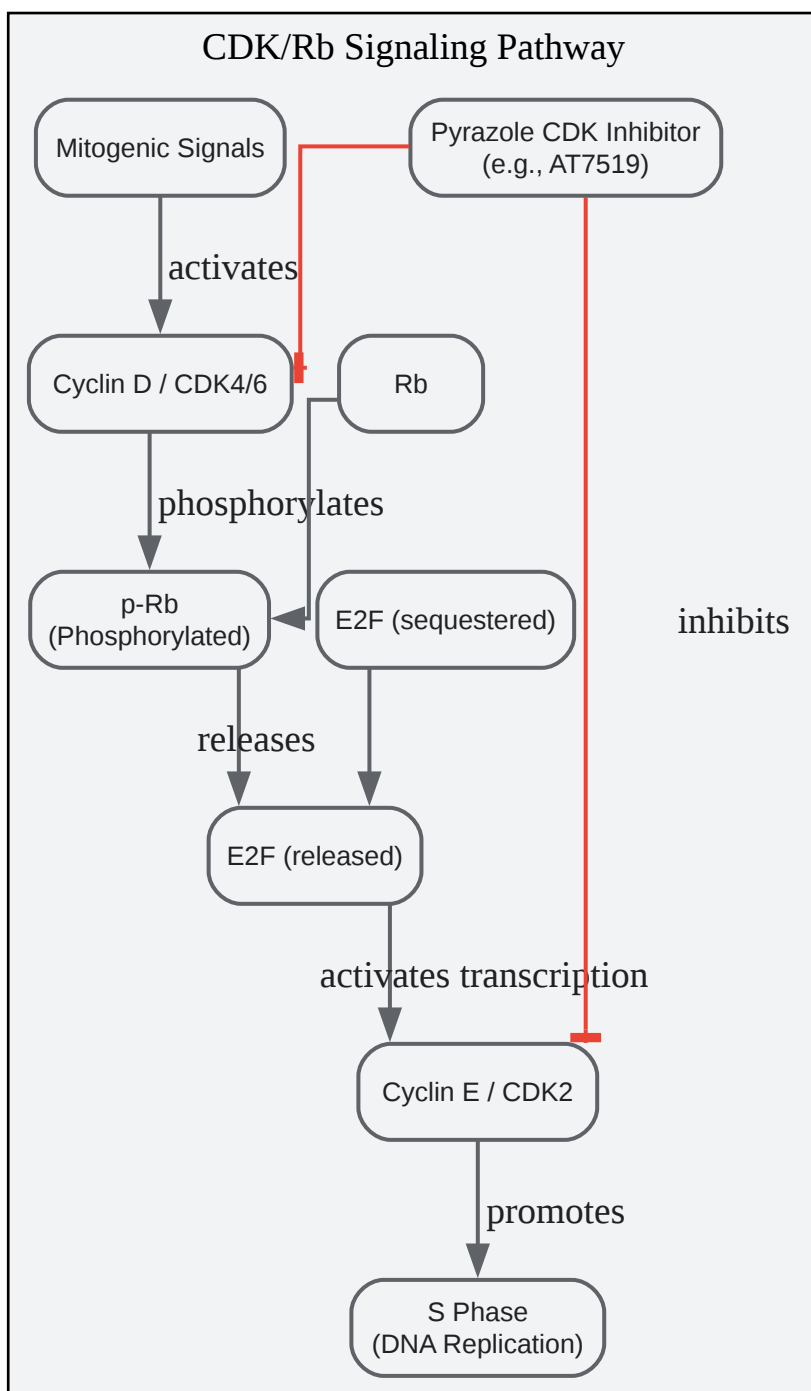 CDK/Rb Signaling Pathway
Mitogenic Signals
Pyrazole CDK Inhibitor
(e.g., AT7519)
activates
Cyclin D / CDK4/6
Rb
phosphorylates
p-Rb
(Phosphorylated)
E2F (sequestered)
inhibits
releases
E2F (released)
activates transcription
Cyclin E / CDK2
promotes
S Phase
(DNA Replication)